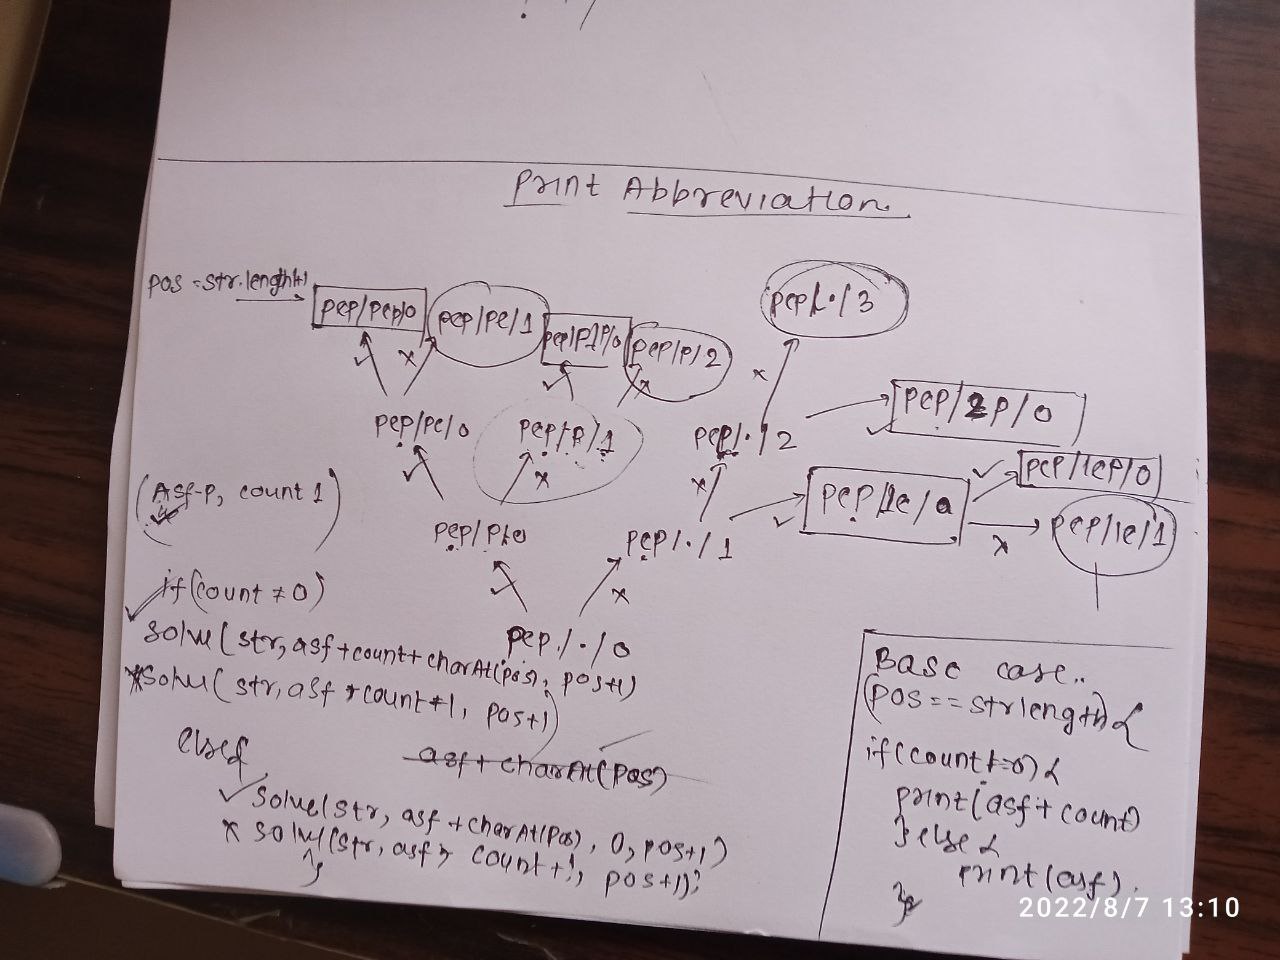 Print Abbreviation.
pos = str.length(+1
pep/pep/0
pep/pe/1
pep/p1p/0
pep/p/2
pep/./3
pep/pe/0
pep/p/1
pep/./2
pep/2p/0
(Asf-p, count 1)
pep/p/0
pep/./1
pep/1e/0
pep/1ep/0
pep/1e/1
pep/./0
if(count ≠ 0)
solve(str, asf+count+charAt(pos), pos+1)
solve(str, asf+count+1, pos+1)
else{
asf + charAt(pos)
solve(str, asf+charAt(pos), 0, pos+1)
solve(str, asf, count+1, pos+1);
}
Base case..
(pos==strlength){
if(count!=0){
print(asf+count)
}else{
print(asf).
}
2022/8/7 13:10